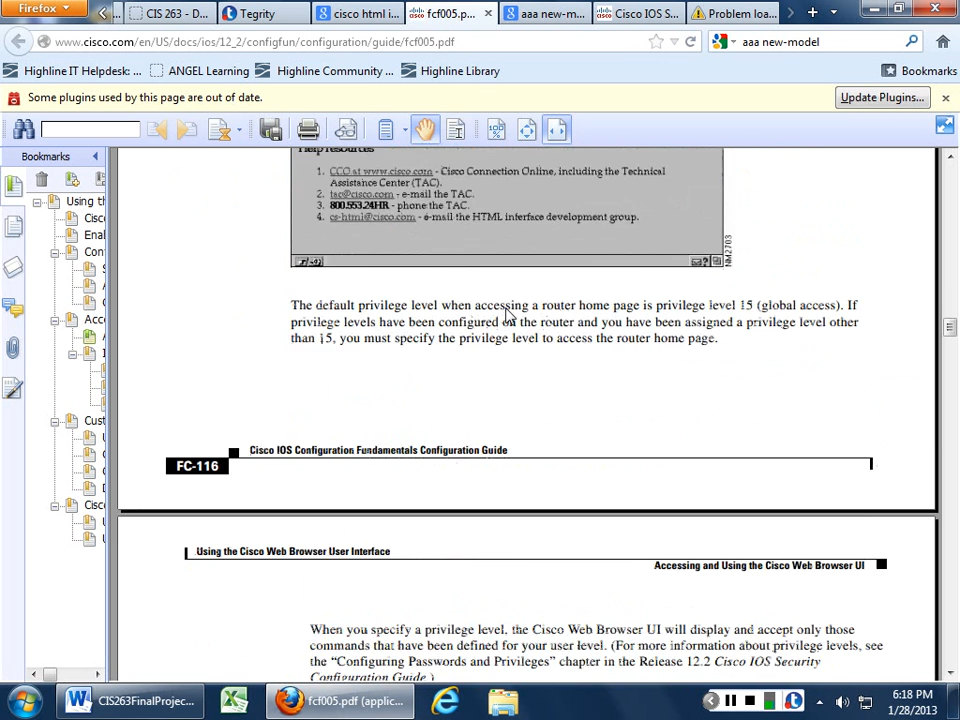 Firefox
CIS 263 - D...
Tegrity
cisco html i...
fcf005.p...
aaa new-m...
Cisco IOS S...
Problem loa...
www.cisco.com/en/US/docs/ios/12_2/configfun/configuration/guide/fcf005.pdf
aaa new-model
Highline IT Helpdesk: ...
ANGEL Learning
Highline Community ...
Highline Library
Bookmarks
Some plugins used by this page are out of date.
Update Plugins...
Bookmarks
Using th
Cisc
Ena
Con
S
A
C
Acce
A
I
Cust
U
C
C
D
Cisc
U
U
Help Resources
1. CCO at www.cisco.com - Cisco Connection Online, including the Technical
Assistance Center (TAC).
2. tac@cisco.com - e-mail the TAC.
3. 800.553.24HR - phone the TAC.
4. cs-html@cisco.com - e-mail the HTML interface development group.
NM2703
The default privilege level when accessing a router home page is privilege level 15 (global access). If
privilege levels have been configured on the router and you have been assigned a privilege level other
than 15, you must specify the privilege level to access the router home page.
Cisco IOS Configuration Fundamentals Configuration Guide
FC-116
Using the Cisco Web Browser User Interface
Accessing and Using the Cisco Web Browser UI
When you specify a privilege level, the Cisco Web Browser UI will display and accept only those
commands that have been defined for your user level. (For more information about privilege levels, see
the “Configuring Passwords and Privileges” chapter in the Release 12.2 Cisco IOS Security
Configuration Guide.)
CIS263FinalProjec...
fcf005.pdf (applic...
6:18 PM
1/28/2013